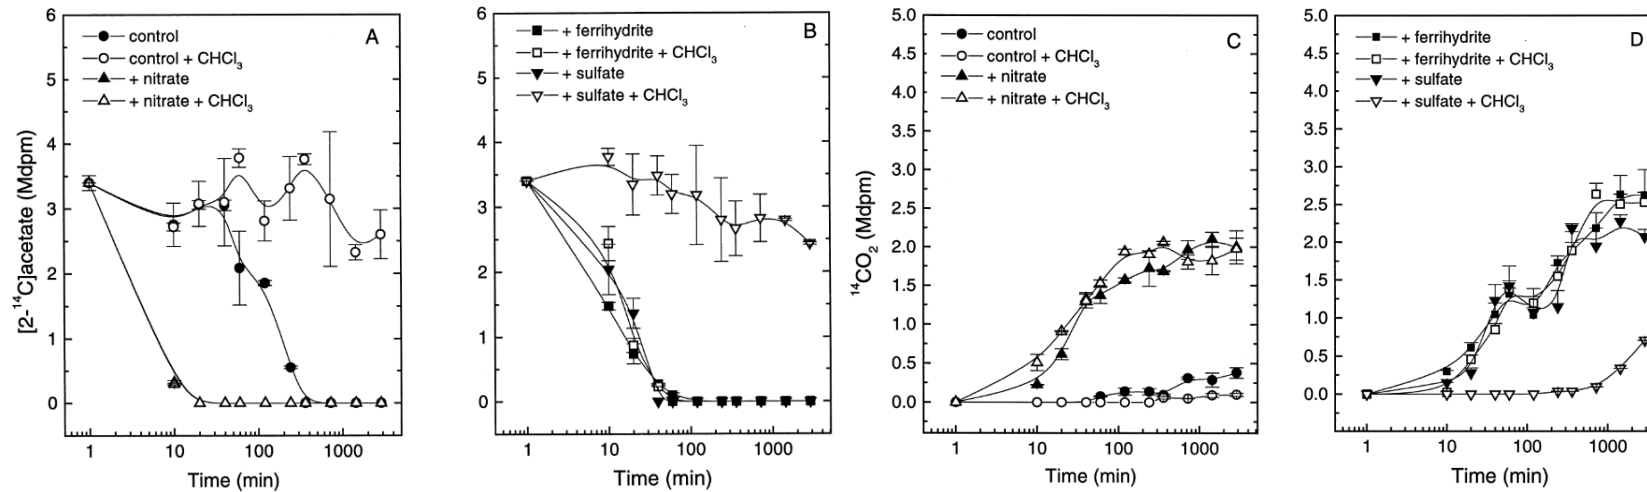 A
control
control + CHCl₃
+ nitrate
+ nitrate + CHCl₃
[2-¹⁴C]acetate (Mdpm)
6
5
4
3
2
1
0
1
10
100
1000
Time (min)
B
+ ferrihydrite
+ ferrihydrite + CHCl₃
+ sulfate
+ sulfate + CHCl₃
6
5
4
3
2
1
0
1
10
100
1000
Time (min)
C
control
control + CHCl₃
+ nitrate
+ nitrate + CHCl₃
¹⁴CO₂ (Mdpm)
5.0
4.5
4.0
3.5
3.0
2.5
2.0
1.5
1.0
0.5
0.0
1
10
100
1000
Time (min)
D
+ ferrihydrite
+ ferrihydrite + CHCl₃
+ sulfate
+ sulfate + CHCl₃
5.0
4.5
4.0
3.5
3.0
2.5
2.0
1.5
1.0
0.5
0.0
1
10
100
1000
Time (min)